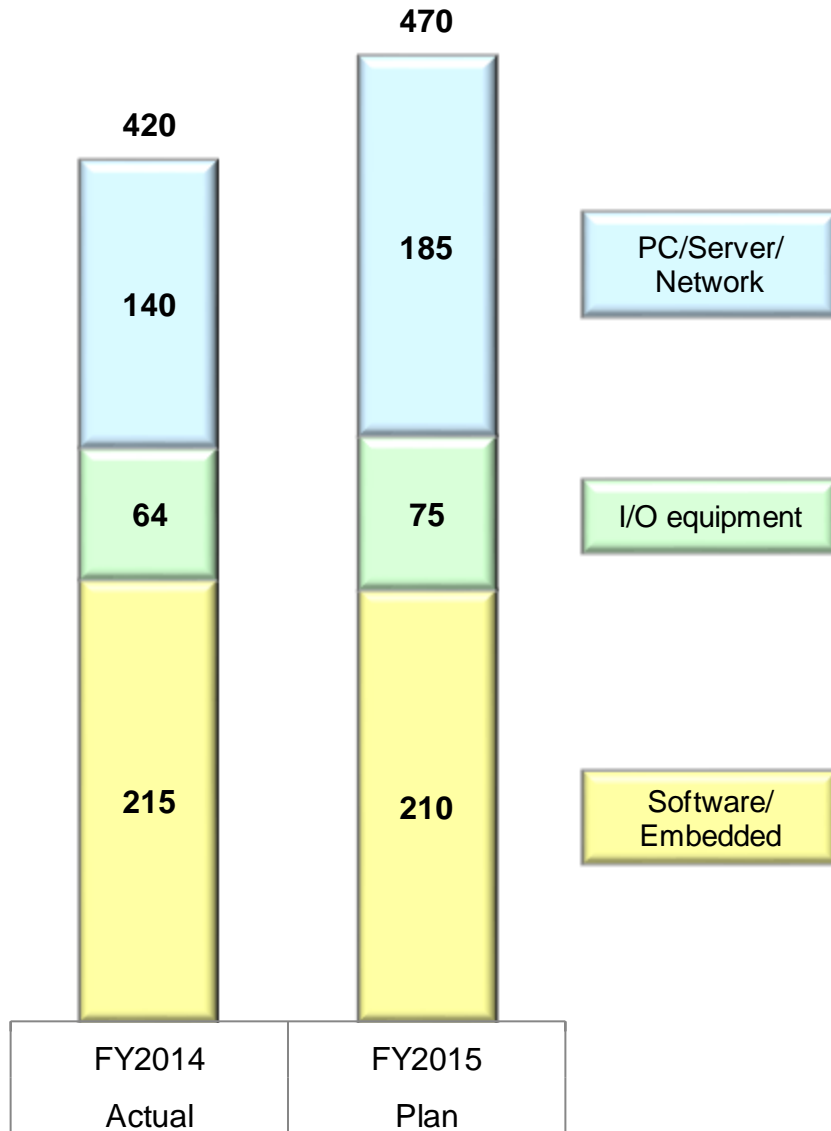 470
420
185
140
PC/Server/
Network
64
75
I/O equipment
215
210
Software/
Embedded
FY2014
FY2015
Actual
Plan